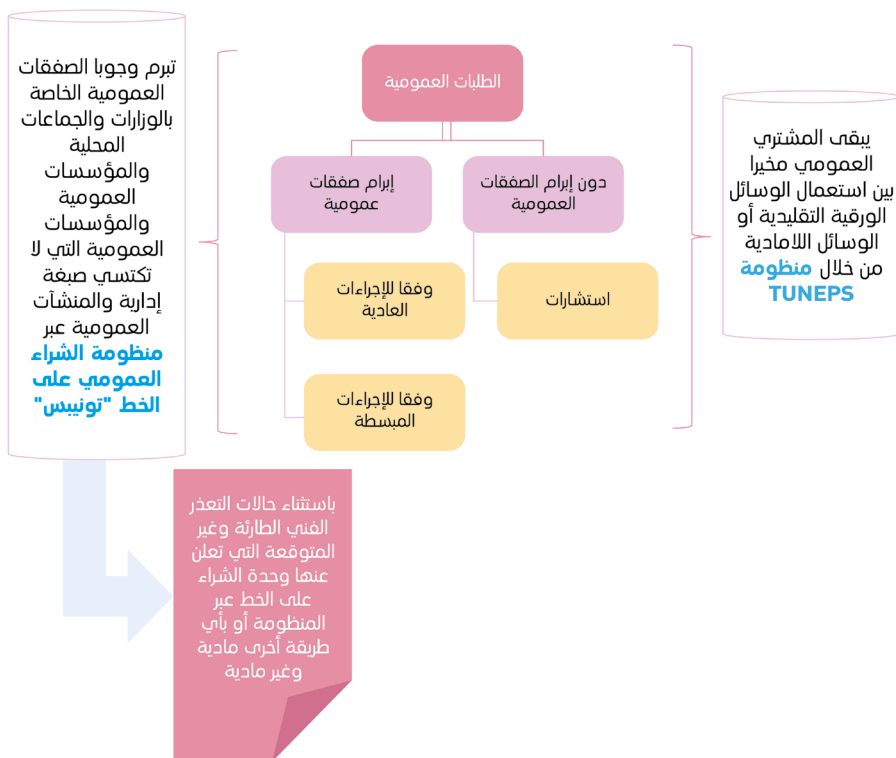 الطلبات العمومية
دون إبرام الصفقات
العمومية
إبرام صفقات
عمومية
استشارات
وفقا للإجراءات
العادية
وفقا للإجراءات
المبسطة
يبقى المشتري
العمومي مخيرا
بين استعمال الوسائل
الورقية التقليدية أو
الوسائل اللامادية
من خلال منظومة
TUNEPS
تبرم وجوبا الصفقات
العمومية الخاصة
بالوزارات والجماعات
المحلية
والمؤسسات
العمومية
والمؤسسات
العمومية التي لا
تكتسي صبغة
إدارية والمنشآت
العمومية عبر
منظومة الشراء
العمومي على
الخط "تونيبس"
باستثناء حالات التعذر
الفني الطارئة وغير
المتوقعة التي تعلن
عنها وحدة الشراء
على الخط عبر
المنظومة أو بأي
طريقة أخرى مادية
وغير مادية